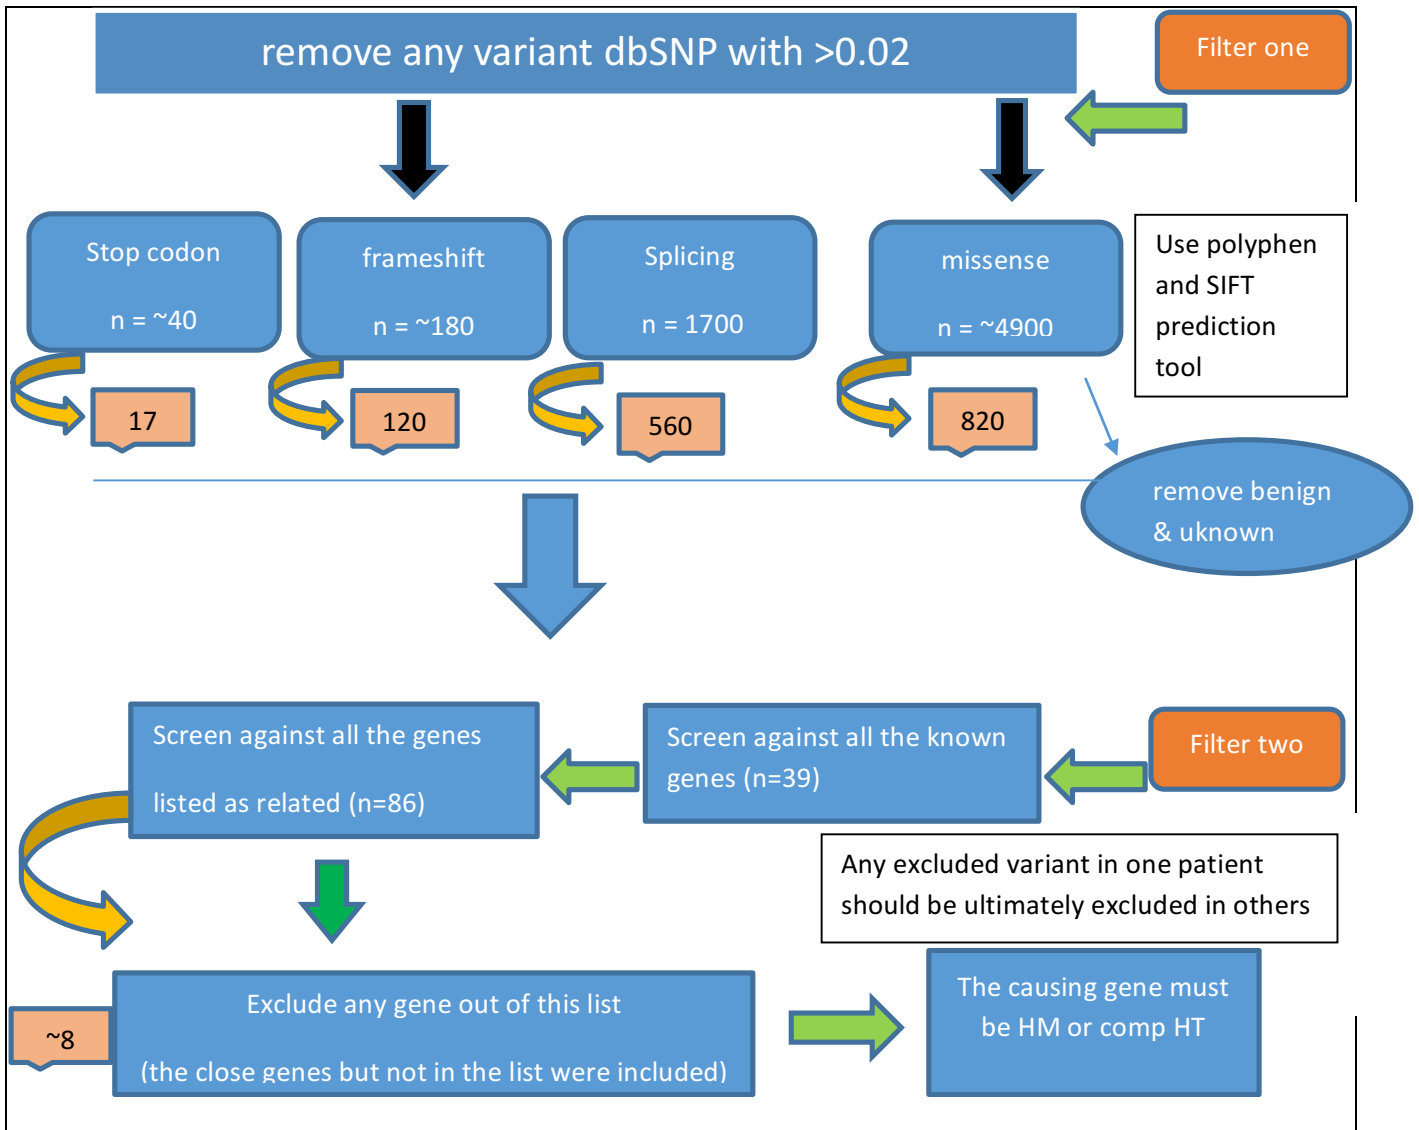 remove any variant dbSNP with >0.02
Filter one
Stop codon
n = ~40
frameshift
n = ~180
Splicing
n = 1700
missense
n = ~4900
Use polyphen
and SIFT
prediction
tool
17
120
560
820
remove benign
& uknown
Screen against all the genes
listed as related (n=86)
Screen against all the known
genes (n=39)
Filter two
Any excluded variant in one patient
should be ultimately excluded in others
~8
Exclude any gene out of this list
(the close genes but not in the list were included)
The causing gene must
be HM or comp HT